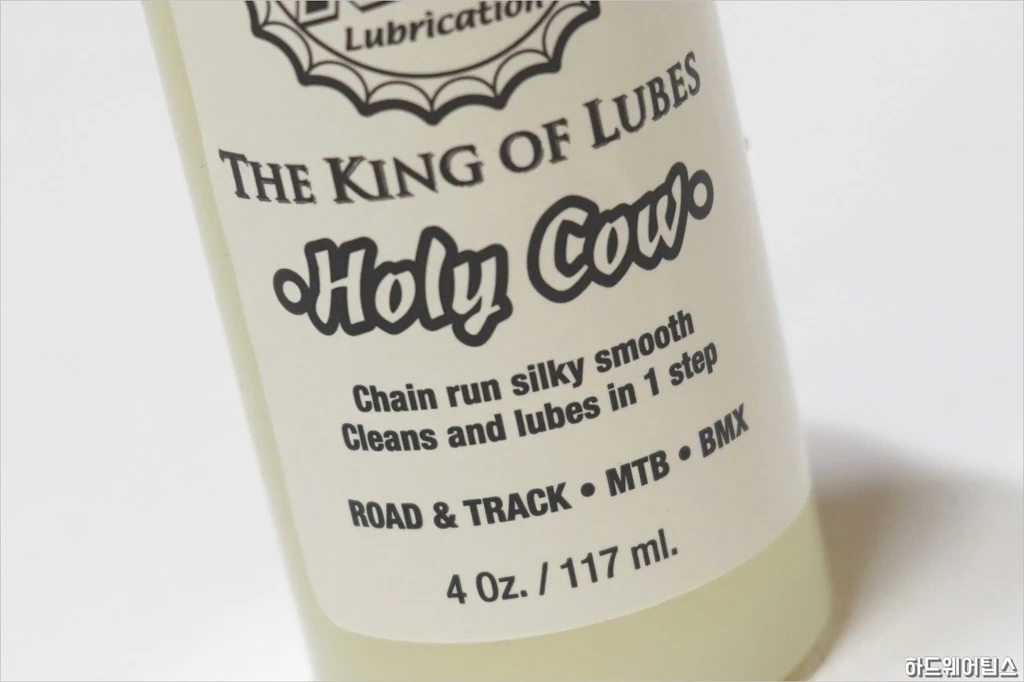 Lubrication
THE KING OF LUBES
Holy Cow
Chain run silky smooth
Cleans and lubes in 1 step
ROAD & TRACK • MTB • BMX
4 Oz. / 117 ml.
하드웨어팁스